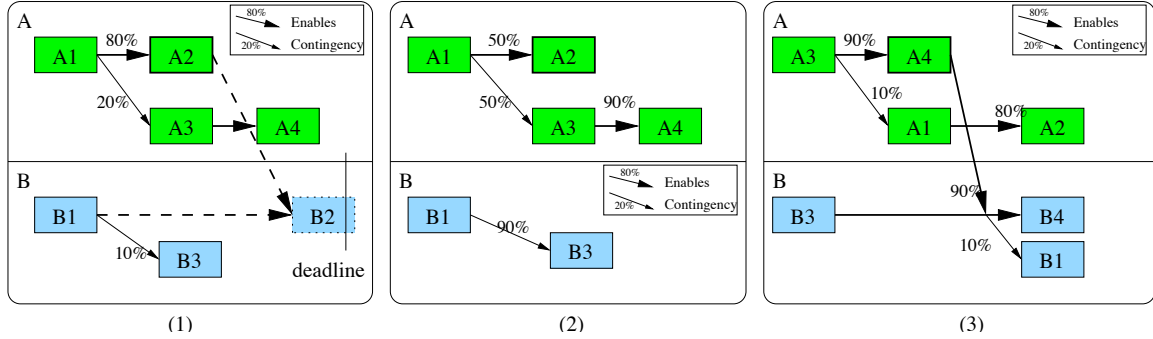 A
80%
Enables
20%
Contingency
A1
80%
A2
20%
A3
A4
B
B1
B2
10%
B3
deadline
(1)
A
A1
50%
A2
50%
A3
90%
A4
B
80%
Enables
20%
Contingency
B1
90%
B3
(2)
A
80%
Enables
20%
Contingency
A3
90%
A4
10%
A1
80%
A2
B
90%
B3
B4
10%
B1
(3)